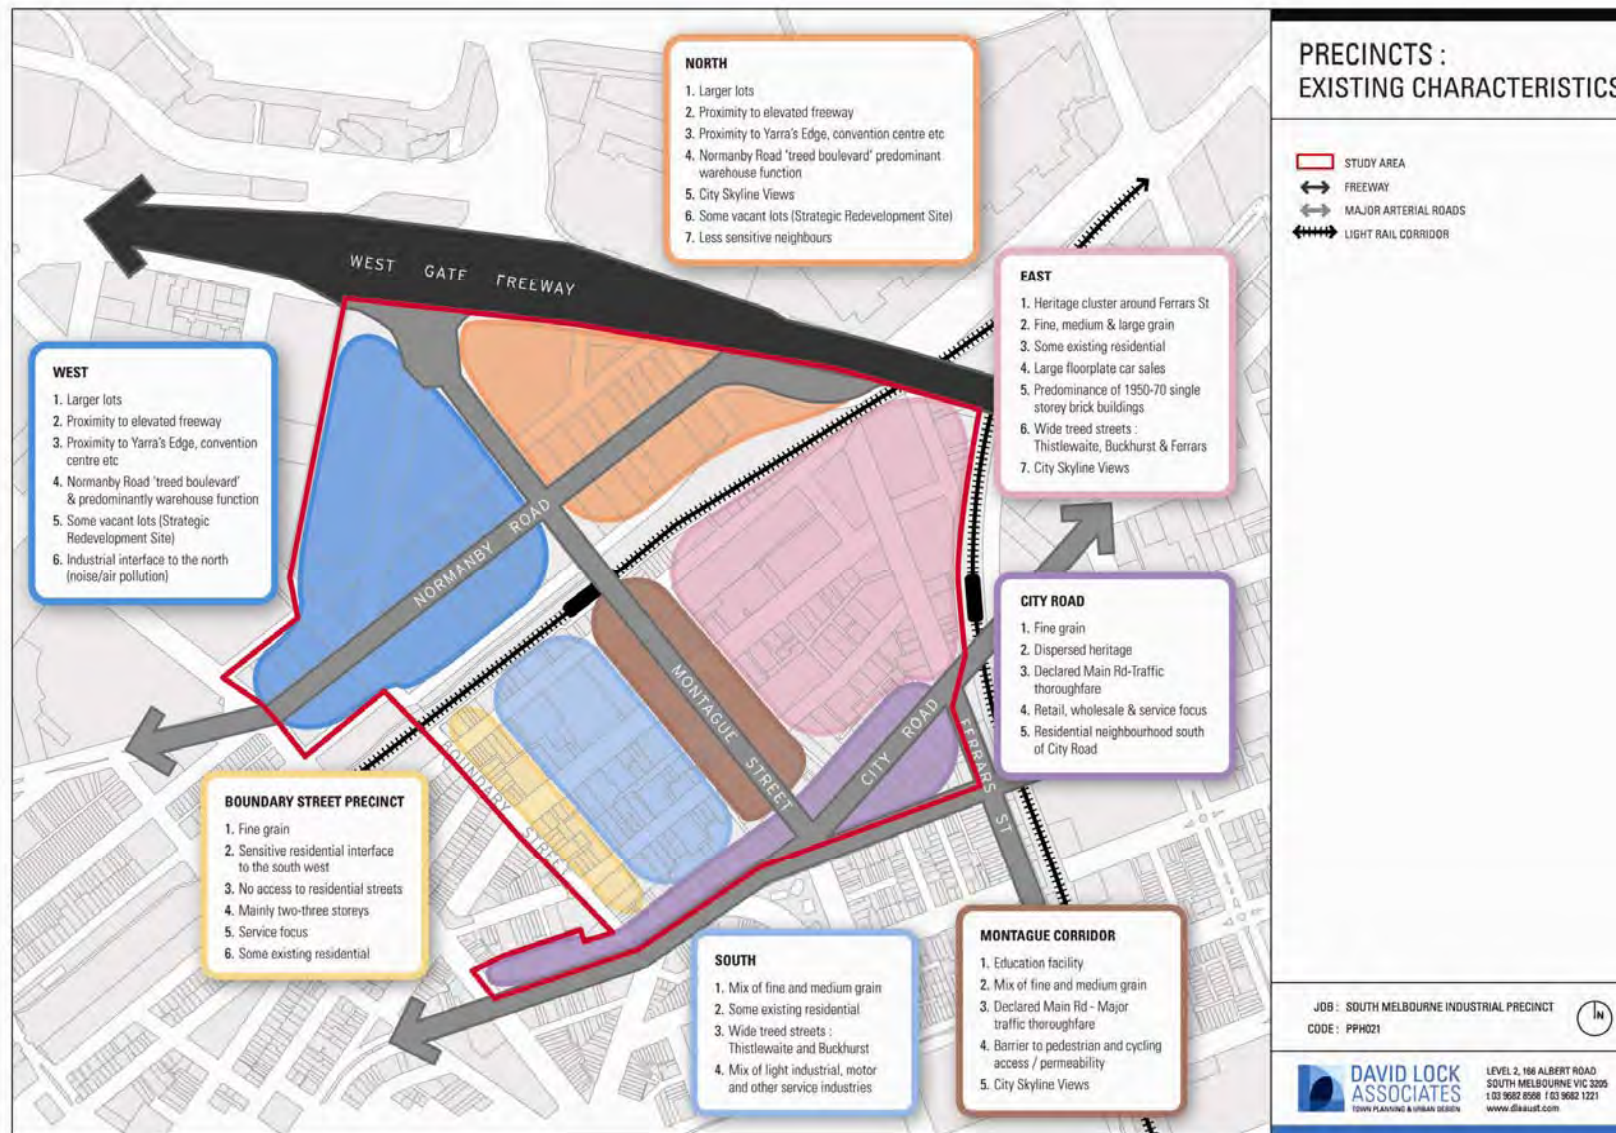 PRECINCTS :
EXISTING CHARACTERISTICS
STUDY AREA
FREEWAY
MAJOR ARTERIAL ROADS
LIGHT RAIL CORRIDOR
NORTH
1. Larger lots
2. Proximity to elevated freeway
3. Proximity to Yarra's Edge, convention centre etc
4. Normanby Road 'treed boulevard' predominant
warehouse function
5. City Skyline Views
6. Some vacant lots (Strategic Redevelopment Site)
7. Less sensitive neighbours
WEST GATE FREEWAY
EAST
1. Heritage cluster around Ferrars St
2. Fine, medium & large grain
3. Some existing residential
4. Large floorplate car sales
5. Predominance of 1950-70 single
storey brick buildings
6. Wide treed streets :
Thistlewaite, Buckhurst & Ferrars
7. City Skyline Views
WEST
1. Larger lots
2. Proximity to elevated freeway
3. Proximity to Yarra's Edge, convention
centre etc
4. Normanby Road 'treed boulevard'
& predominantly warehouse function
5. Some vacant lots (Strategic
Redevelopment Site)
6. Industrial interface to the north
(noise/air pollution)
NORMANBY ROAD
MONTAGUE STREET
CITY ROAD
FERRARS ST
BOUNDARY STREET
CITY ROAD
1. Fine grain
2. Dispersed heritage
3. Declared Main Rd-Traffic
thoroughfare
4. Retail, wholesale & service focus
5. Residential neighbourhood south
of City Road
BOUNDARY STREET PRECINCT
1. Fine grain
2. Sensitive residential interface
to the south west
3. No access to residential streets
4. Mainly two-three storeys
5. Service focus
6. Some existing residential
SOUTH
1. Mix of fine and medium grain
2. Some existing residential
3. Wide treed streets :
Thistlewaite and Buckhurst
4. Mix of light industrial, motor
and other service industries
MONTAGUE CORRIDOR
1. Education facility
2. Mix of fine and medium grain
3. Declared Main Rd - Major
traffic thoroughfare
4. Barrier to pedestrian and cycling
access / permeability
5. City Skyline Views
JOB : SOUTH MELBOURNE INDUSTRIAL PRECINCT
CODE : PPH021
N
DAVID LOCK
ASSOCIATES
TOWN PLANNING & URBAN DESIGN
LEVEL 2, 166 ALBERT ROAD
SOUTH MELBOURNE VIC 3205
t 03 9682 8568 f 03 9682 1221
www.dlaaust.com